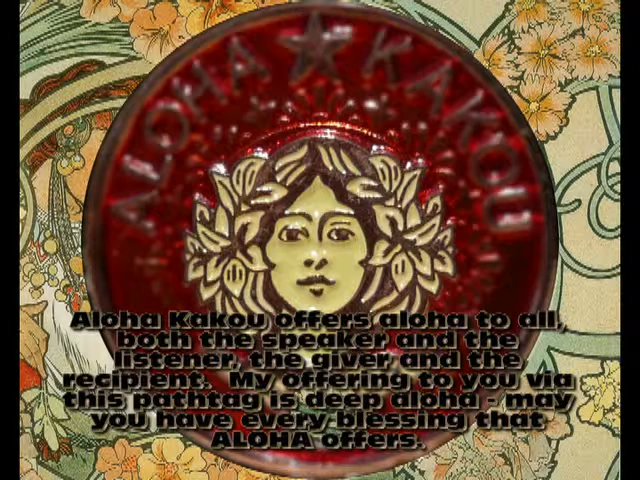 ALOHA ★ KAKOU
Aloha Kakou offers aloha to all,
both the speaker and the
listener, the giver, and the
recipient. My offering to you via
this pathtag is deep aloha - may
you have every blessing that
ALOHA offers.